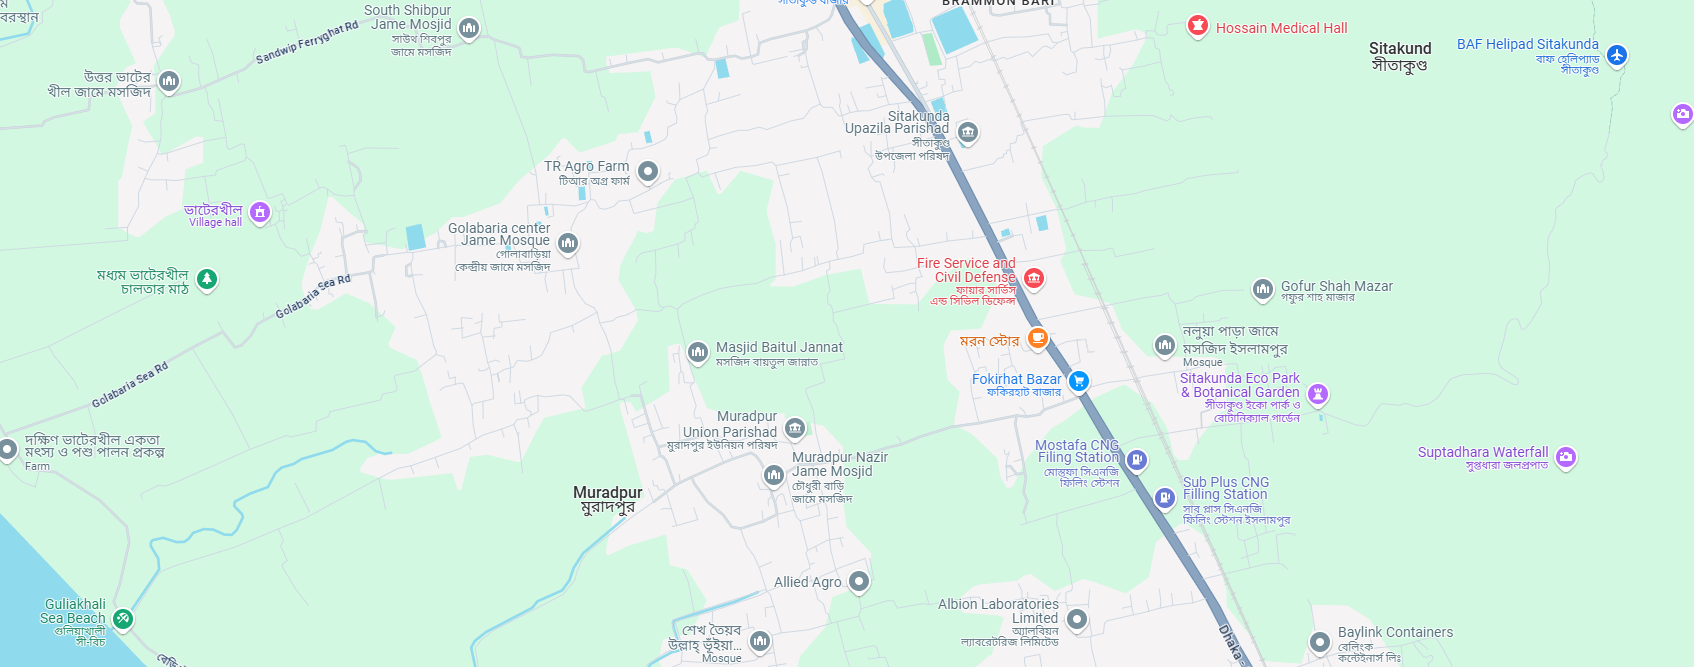 বরস্থান
South Shibpur
Jame Mosjid
সাউথ শিবপুর
জামে মসজিদ
Sandwip Ferryghat Rd
সীতাকুন্ড বাজার
BRAMMON BARI
Hossain Medical Hall
Sitakund
সীতাকুণ্ড
BAF Helipad Sitakunda
বাফ হেলিপ্যাড
সীতাকুণ্ড
উত্তর ভাটের
খীল জামে মসজিদ
Sitakunda
Upazila Parishad
সীতাকুণ্ড
উপজেলা পরিষদ
TR Agro Farm
টিআর অগ্র ফার্ম
ভাটেরখীল
Village hall
Golabaria center
Jame Mosque
গোলাবাড়িয়া
কেন্দ্রীয় জামে মসজিদ
মধ্যম ভাটেরখীল
চালতার মাঠ
Golabaria Sea Rd
Fire Service and
Civil Defense
ফায়ার সার্ভিস
এন্ড সিভিল ডিফেন্স
Gofur Shah Mazar
গফুর শাহ মাজার
মরন স্টোর
নলুয়া পাড়া জামে
মসজিদ ইসলামপুর
Mosque
Masjid Baitul Jannat
মসজিদ বায়তুল জান্নাত
Golabaria Sea Rd
Fokirhat Bazar
ফকিরহাট বাজার
Sitakunda Eco Park
& Botanical Garden
সীতাকুণ্ড ইকো পার্ক ও
বোটানিক্যাল গার্ডেন
Muradpur
Union Parishad
মুরাদপুর ইউনিয়ন পরিষদ
দক্ষিণ ভাটেরখীল একতা
মৎস্য ও পশু পালন প্রকল্প
Farm
Mostafa CNG
Filing Station
মোস্তফা সিএনজি
ফিলিং স্টেশন
Suptadhara Waterfall
সুপ্তধারা জলপ্রপাত
Muradpur Nazir
Jame Mosjid
চৌধুরী বাড়ি
জামে মসজিদ
Muradpur
মুরাদপুর
Sub Plus CNG
Filling Station
সাব প্লাস সিএনজি
ফিলিং স্টেশন ইসলামপুর
Allied Agro
Guliakhali
Sea Beach
গুলিয়াখালী
সী-বিচ
Albion Laboratories
Limited
অ্যালবিয়ন
ল্যাবরেটরিজ লিমিটেড
শেখ তৈয়ব
উল্লাহ্ ভূঁইয়া...
Mosque
Dhaka -
Baylink Containers
বেলিংক
কন্টেইনার্স লিঃ